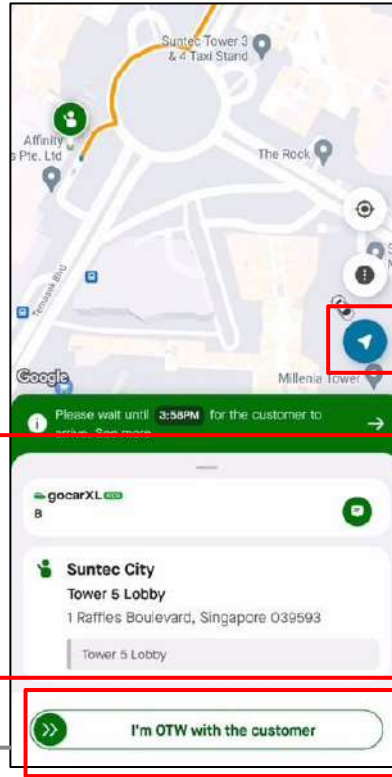 Suntec Tower 3
& 4 Taxi Stand
Affinity
s Pte. Ltd
The Rock
Temasek Blvd
Google
Millenia Tower
Please wait until 3:58PM for the customer to
arrive. See more
gocarXL
B
Suntec City
Tower 5 Lobby
1 Raffles Boulevard, Singapore 039593
Tower 5 Lobby
I'm OTW with the customer